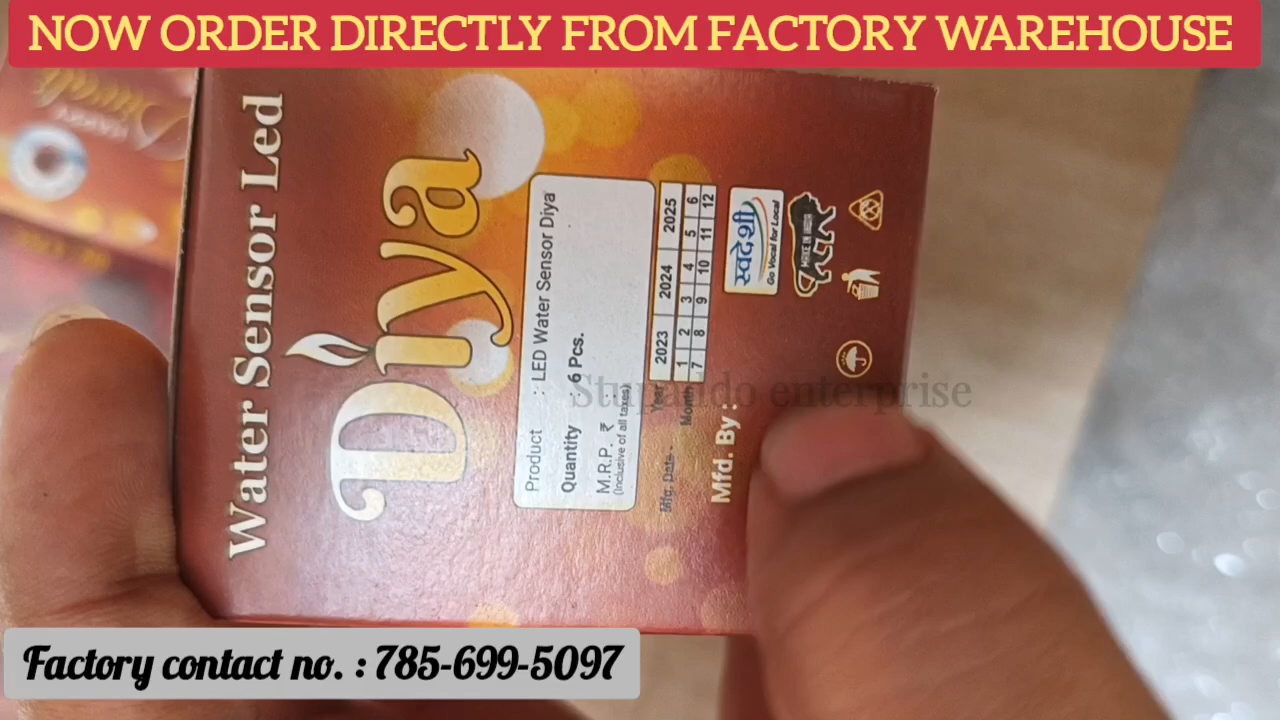 NOW ORDER DIRECTLY FROM FACTORY WAREHOUSE
Water Sensor Led
Diya
Product : LED Water Sensor Diya
Quantity : 6 Pcs.
M.R.P. ₹ :
(Inclusive of all taxes)
Mfg. Date :
Year 2023 2024 2025
Month 1 2 3 4 5 6
7 8 9 10 11 12
Mfd. By :
स्वदेशी
Go Vocal for Local
MAKE IN INDIA
Stupando enterprise
Factory contact no. : 785-699-5097